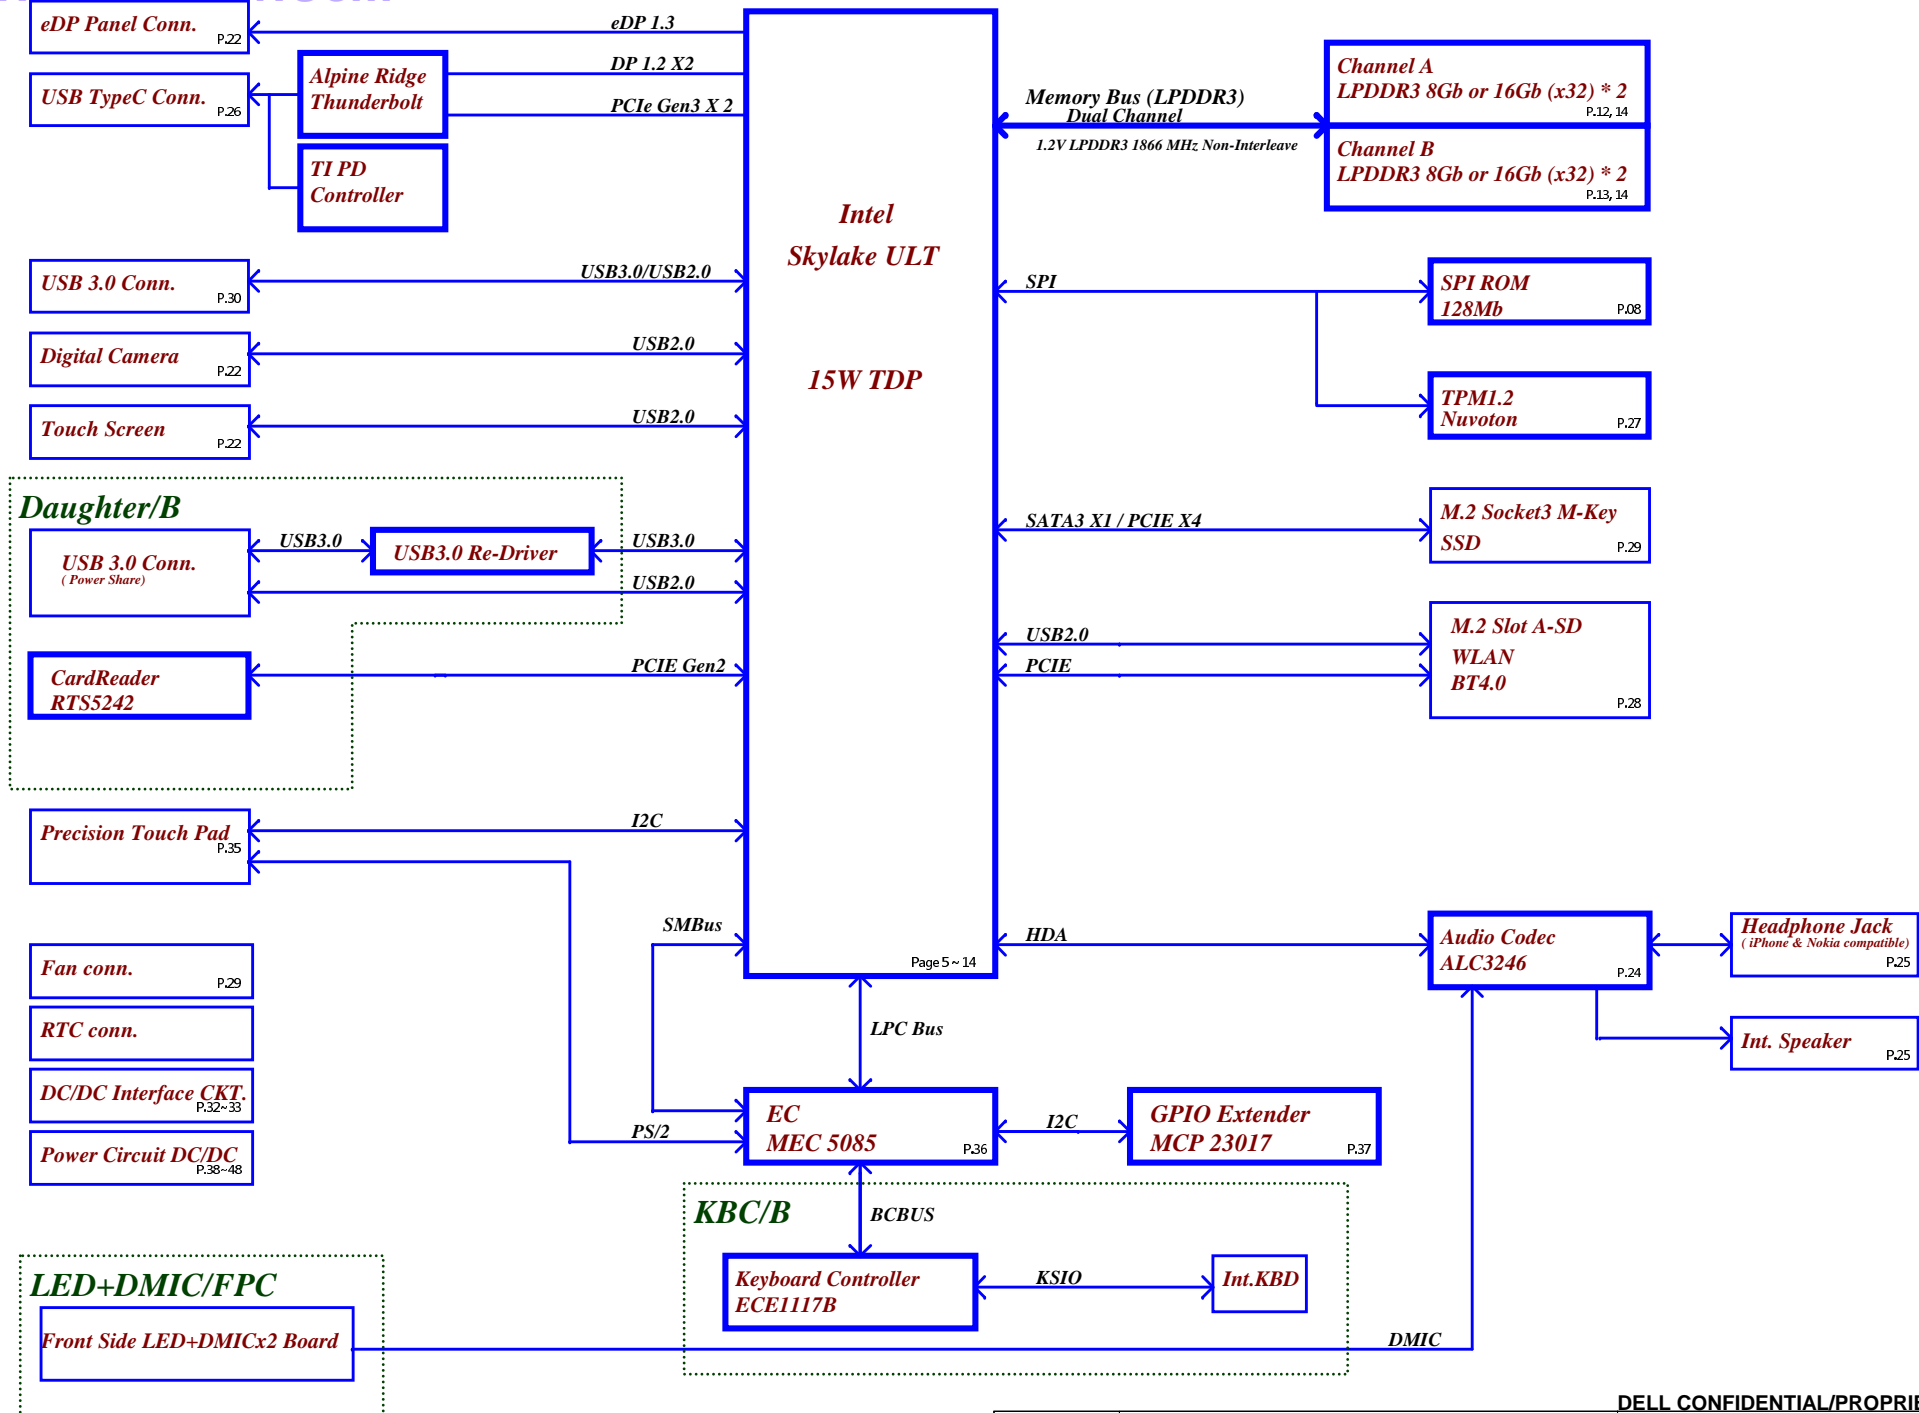 eDP Panel Conn.
P.22
eDP 1.3
USB TypeC Conn.
P.26
Alpine Ridge
Thunderbolt
DP 1.2 X2
PCIe Gen3 X 2
TI PD
Controller
Intel
Skylake ULT
15W TDP
Page 5 ~ 14
Memory Bus (LPDDR3)
Dual Channel
1.2V LPDDR3 1866 MHz Non-Interleave
Channel A
LPDDR3 8Gb or 16Gb (x32) * 2
P.12, 14
Channel B
LPDDR3 8Gb or 16Gb (x32) * 2
P.13, 14
USB 3.0 Conn.
P.30
USB3.0/USB2.0
SPI
SPI ROM
128Mb
P.08
Digital Camera
P.22
USB2.0
TPM1.2
Nuvoton
P.27
Touch Screen
P.22
USB2.0
Daughter/B
USB 3.0 Conn.
( Power Share)
USB3.0
USB3.0 Re-Driver
USB3.0
USB2.0
SATA3 X1 / PCIE X4
M.2 Socket3 M-Key
SSD
P.29
CardReader
RTS5242
PCIE Gen2
USB2.0
PCIE
M.2 Slot A-SD
WLAN
BT4.0
P.28
Precision Touch Pad
P.35
I2C
SMBus
PS/2
HDA
Audio Codec
ALC3246
P.24
Headphone Jack
( iPhone & Nokia compatible)
P.25
Int. Speaker
P.25
Fan conn.
P.29
RTC conn.
DC/DC Interface CKT.
P.32~33
Power Circuit DC/DC
P.38~48
LPC Bus
EC
MEC 5085
P.36
I2C
GPIO Extender
MCP 23017
P.37
KBC/B
BCBUS
Keyboard Controller
ECE1117B
KSIO
Int.KBD
LED+DMIC/FPC
Front Side LED+DMICx2 Board
DMIC
DELL CONFIDENTIAL/PROPRIE